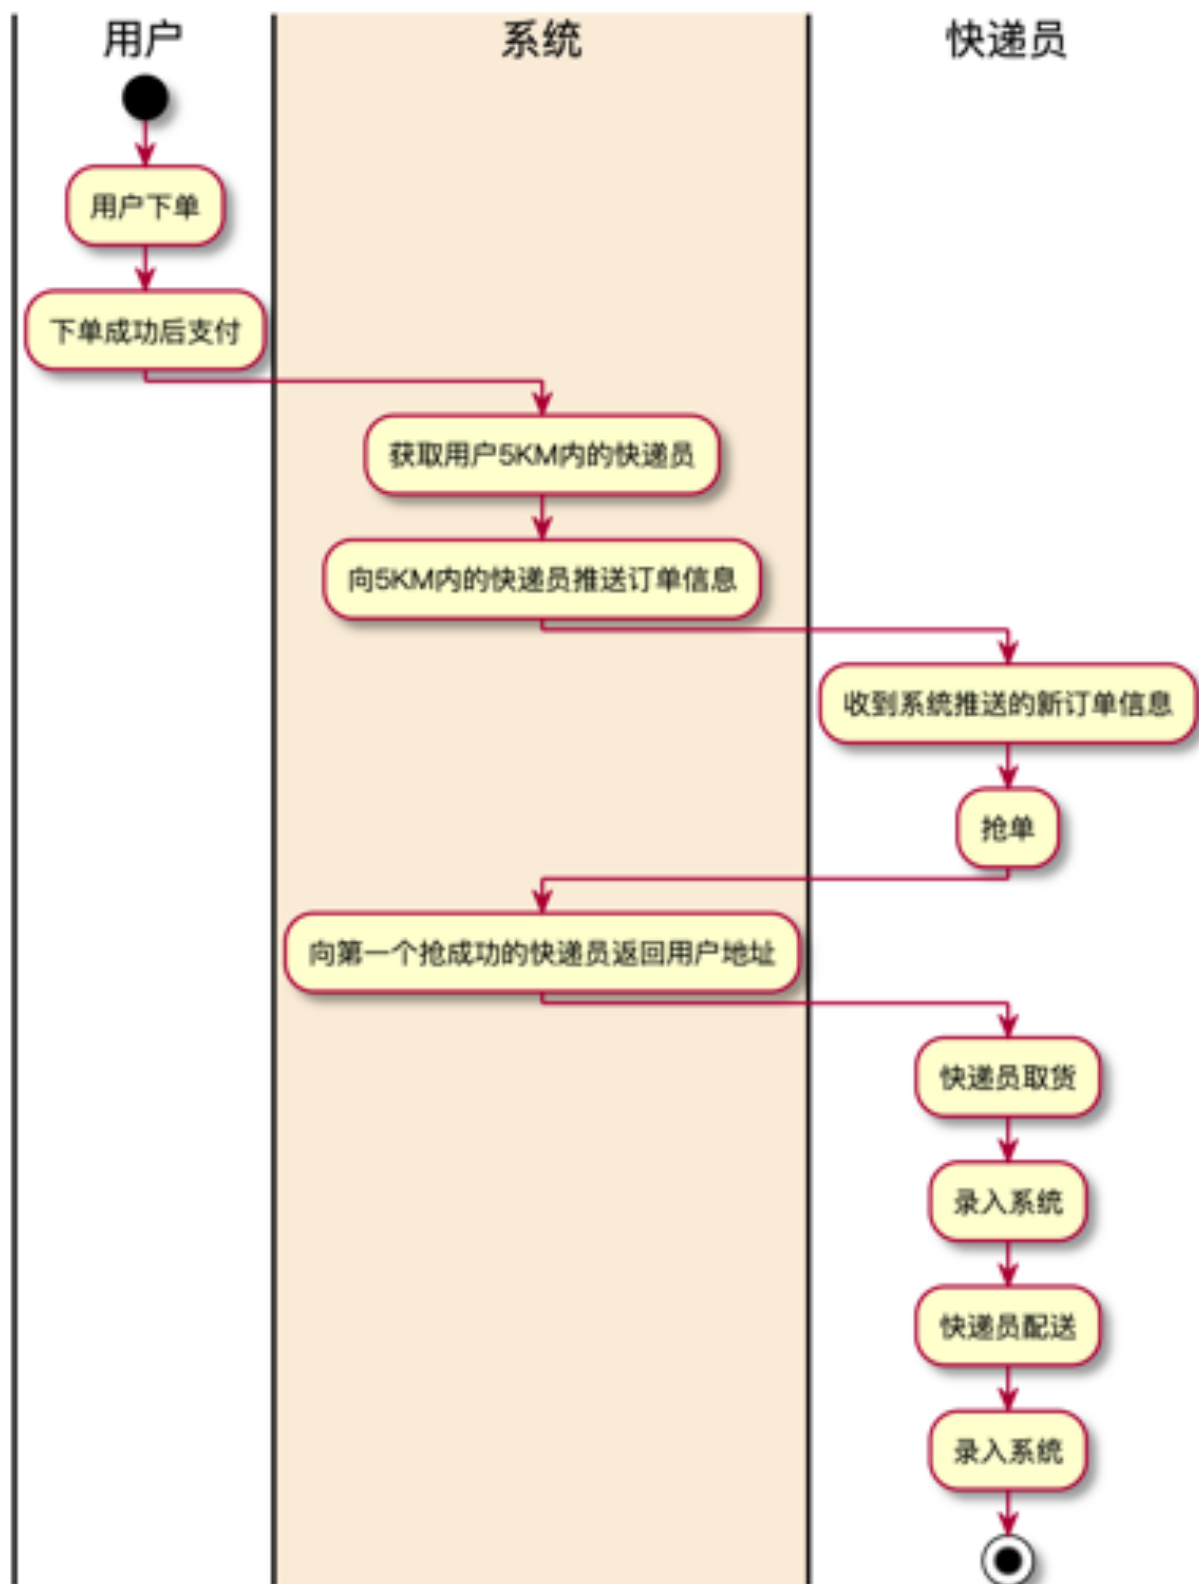 用户
系统
快递员
用户下单
下单成功后支付
获取用户5KM内的快递员
向5KM内的快递员推送订单信息
收到系统推送的新订单信息
抢单
向第一个抢成功的快递员返回用户地址
快递员取货
录入系统
快递员配送
录入系统